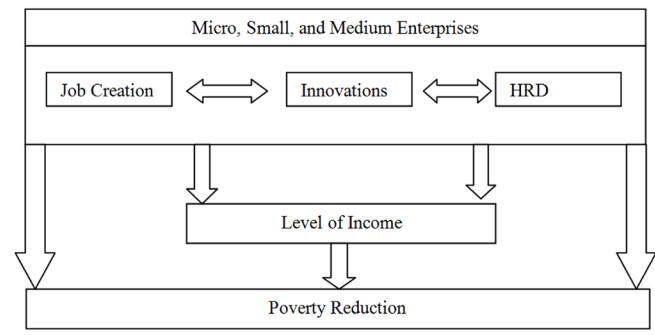 Micro, Small, and Medium Enterprises
Job Creation
Innovations
HRD
Level of Income
Poverty Reduction